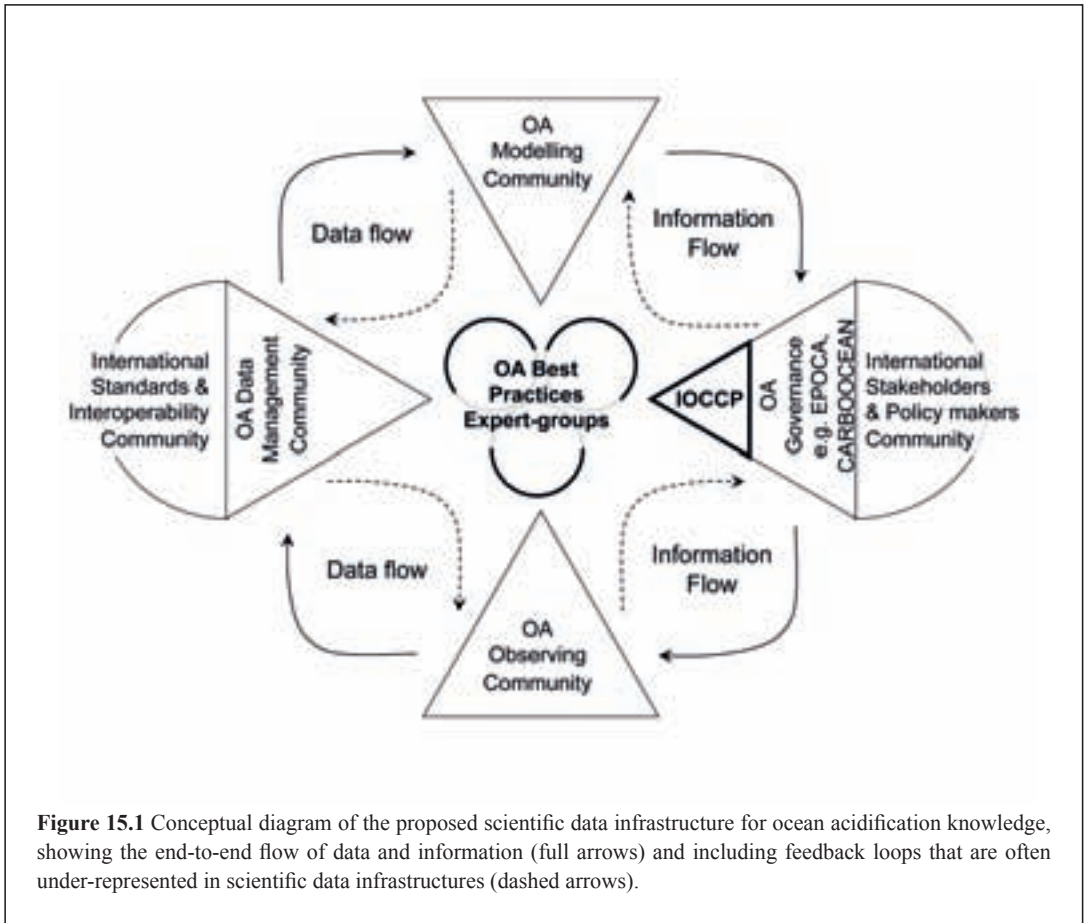 OA
Modelling
Community
Data flow
Information
Flow
International
Standards &
Interoperability
Community
OA Data
Management
Community
OA Best
Practices
Expert-groups
IOCCP
OA
Governance
e.g. EPOCA,
CARBOOCEAN
International
Stakeholders
& Policy makers
Community
Data flow
Information
Flow
OA
Observing
Community
Figure 15.1 Conceptual diagram of the proposed scientific data infrastructure for ocean acidification knowledge,
showing the end-to-end flow of data and information (full arrows) and including feedback loops that are often
under-represented in scientific data infrastructures (dashed arrows).